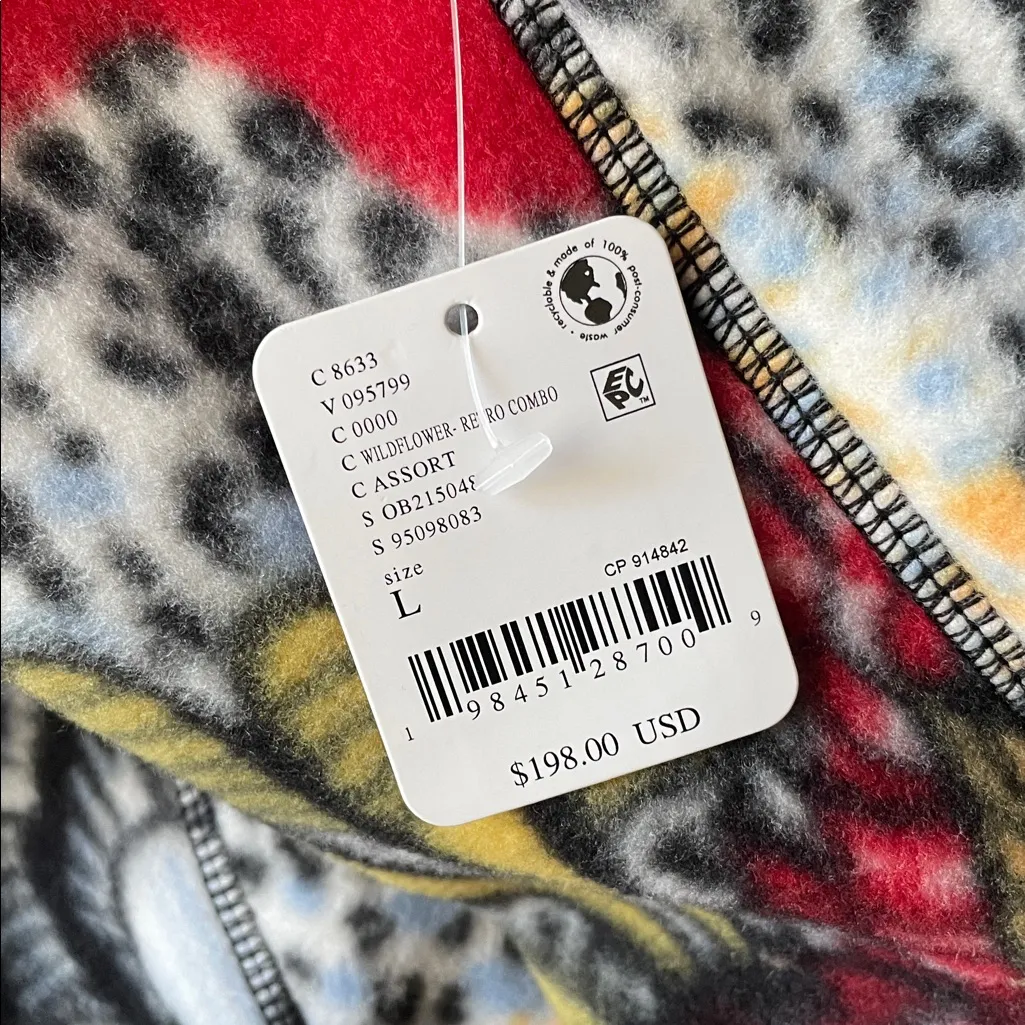 recyclable & made of 100% post-consumer waste •
EPC TM
C 8633
V 095799
C 0000
C WILDFLOWER- RETRO COMBO
C ASSORT
S
S 95098083
size
L
CP 914842
1 98451 28700 9
$198.00 USD